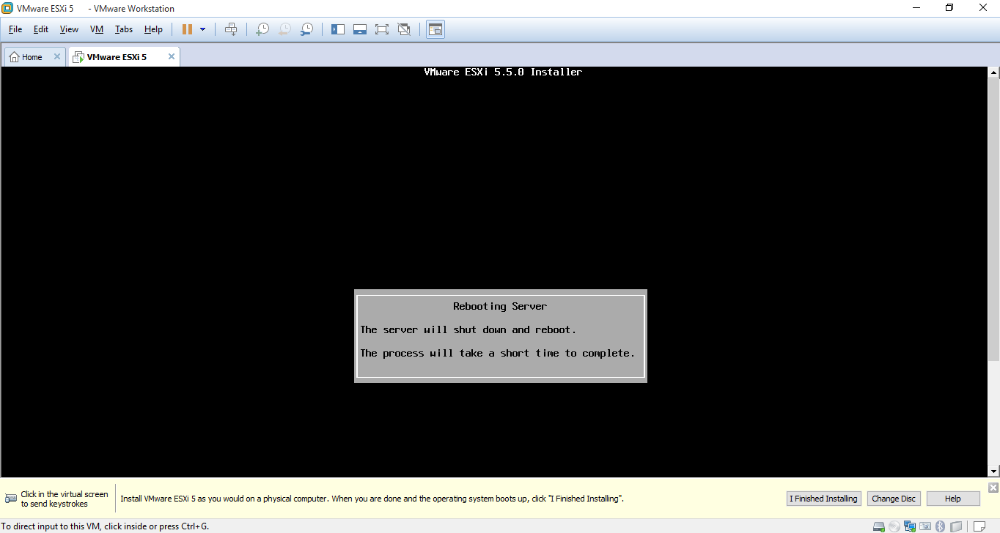 VMware ESXi 5 - VMware Workstation
File Edit View VM Tabs Help
Home VMware ESXi 5
VMware ESXi 5.5.0 Installer
Rebooting Server
The server will shut down and reboot.
The process will take a short time to complete.
Click in the virtual screen
to send keystrokes
Install VMware ESXi 5 as you would on a physical computer. When you are done and the operating system boots up, click "I Finished Installing".
I Finished Installing Change Disc Help
To direct input to this VM, click inside or press Ctrl+G.